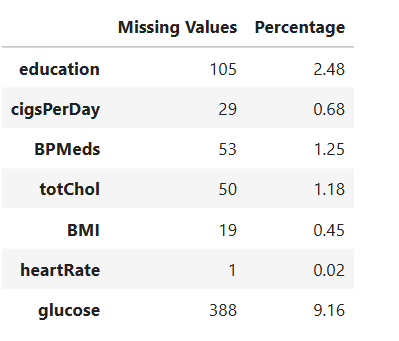 Missing Values Percentage
education 105 2.48
cigsPerDay 29 0.68
BPMeds 53 1.25
totChol 50 1.18
BMI 19 0.45
heartRate 1 0.02
glucose 388 9.16